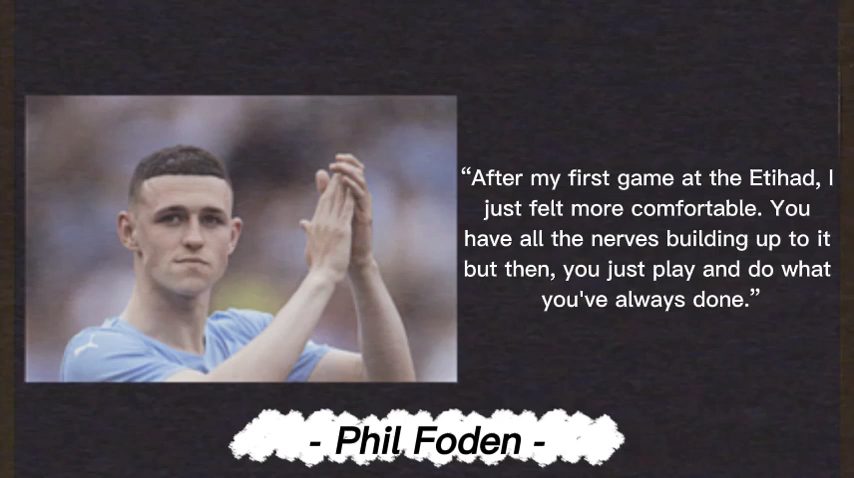 “After my first game at the Etihad, I
just felt more comfortable. You
have all the nerves building up to it
but then, you just play and do what
you've always done.”
- Phil Foden -